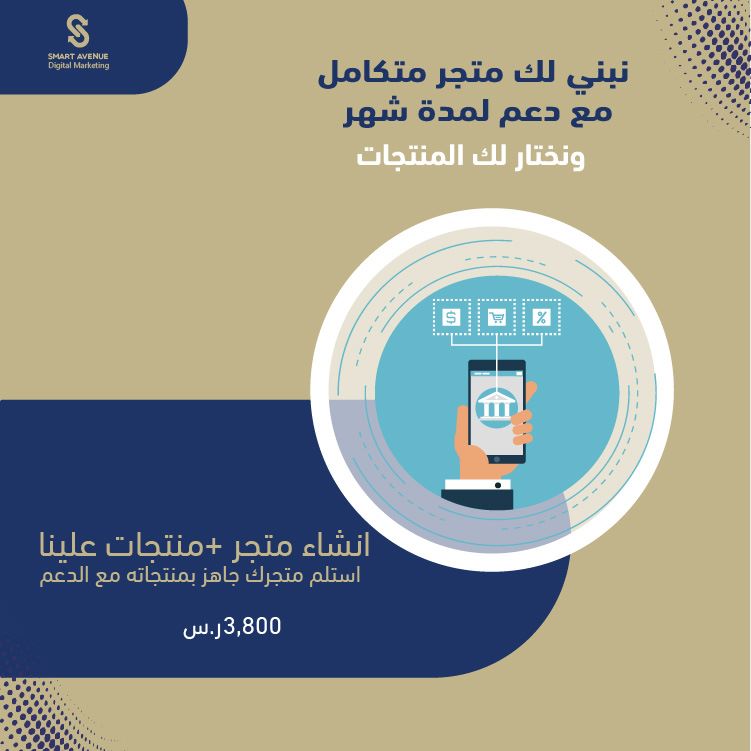 SMART AVENUE
Digital Marketing
نبني لك متجر متكامل
مع دعم لمدة شهر
ونختار لك المنتجات
$ %
انشاء متجر +منتجات علينا
استلم متجرك جاهز بمنتجاته مع الدعم
3,800ر.س